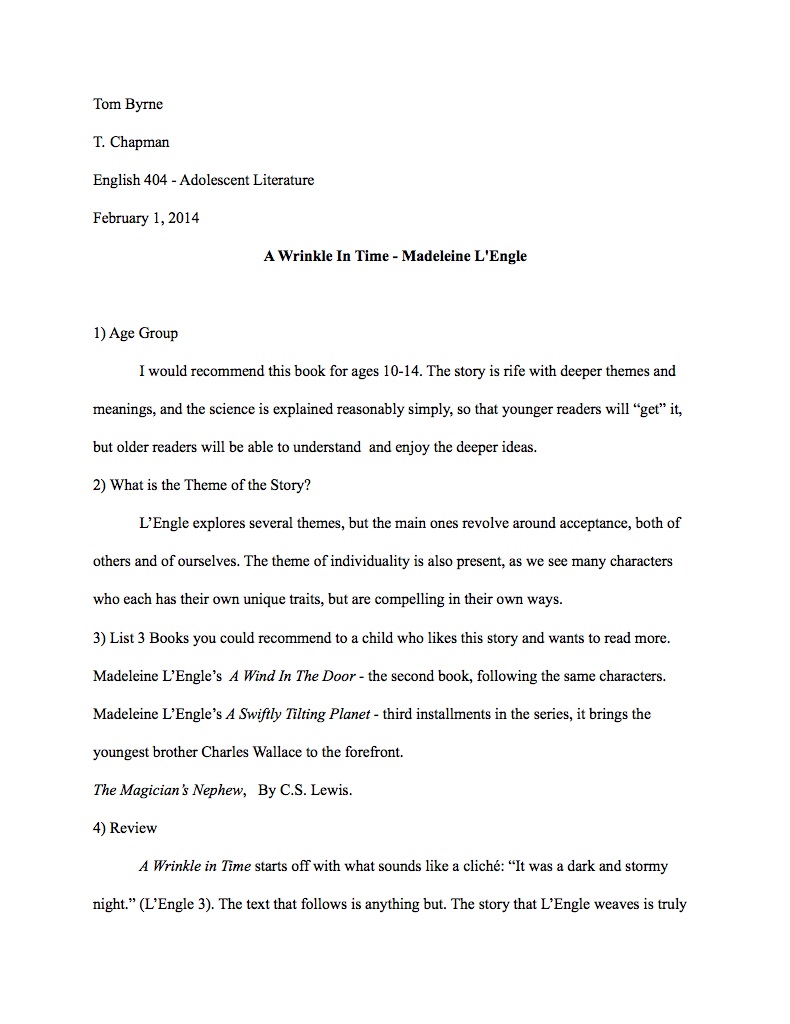 Tom Byrne
T. Chapman
English 404 - Adolescent Literature
February 1, 2014
A Wrinkle In Time - Madeleine L'Engle
1) Age Group
I would recommend this book for ages 10-14. The story is rife with deeper themes and
meanings, and the science is explained reasonably simply, so that younger readers will “get” it,
but older readers will be able to understand  and enjoy the deeper ideas.
2) What is the Theme of the Story?
L’Engle explores several themes, but the main ones revolve around acceptance, both of
others and of ourselves. The theme of individuality is also present, as we see many characters
who each has their own unique traits, but are compelling in their own ways.
3) List 3 Books you could recommend to a child who likes this story and wants to read more.
Madeleine L’Engle’s  A Wind In The Door - the second book, following the same characters.
Madeleine L’Engle’s A Swiftly Tilting Planet - third installments in the series, it brings the
youngest brother Charles Wallace to the forefront.
The Magician’s Nephew,   By C.S. Lewis.
4) Review
A Wrinkle in Time starts off with what sounds like a cliché: “It was a dark and stormy
night.” (L’Engle 3). The text that follows is anything but. The story that L’Engle weaves is truly